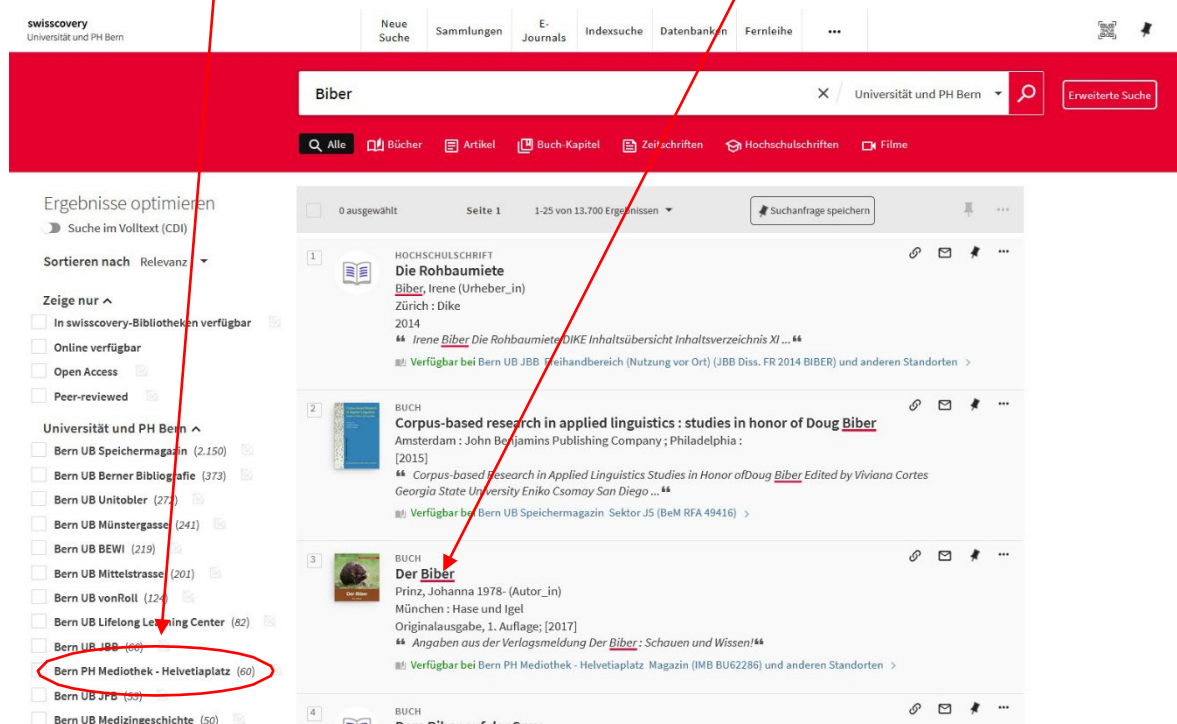 swisscovery
Universität und PH Bern
Neue Suche
Sammlungen
E-Journals
Indexsuche
Datenbanken
Fernleihe
Biber
Universität und PH Bern
Erweiterte Suche
Alle
Bücher
Artikel
Buch-Kapitel
Zeitschriften
Hochschulschriften
Filme
Ergebnisse optimieren
Suche im Volltext (CDI)
Sortieren nach Relevanz
Zeige nur
In swisscovery-Bibliotheken verfügbar
Online verfügbar
Open Access
Peer-reviewed
Universität und PH Bern
Bern UB Speichermagazin (2.150)
Bern UB Berner Bibliografie (373)
Bern UB Unitobler (272)
Bern UB Münstergasse (241)
Bern UB BEWI (219)
Bern UB Mittelstrasse (201)
Bern UB vonRoll (124)
Bern UB Lifelong Learning Center (82)
Bern UB JBB (66)
Bern PH Mediothek - Helvetiaplatz (60)
Bern UB JFB (53)
Bern UB Medizingeschichte (50)
0 ausgewählt
Seite 1
1-25 von 13.700 Ergebnissen
Suchanfrage speichern
1
HOCHSCHULSCHRIFT
Die Rohbaumiete
Biber, Irene (Urheber_in)
Zürich : Dike
2014
Irene Biber Die Rohbaumiete DIKE Inhaltsübersicht Inhaltsverzeichnis XI ...
Verfügbar bei Bern UB JBB Freihandbereich (Nutzung vor Ort) (JBB Diss. FR 2014 BIBER) und anderen Standorten >
2
BUCH
Corpus-based research in applied linguistics : studies in honor of Doug Biber
Amsterdam : John Benjamins Publishing Company ; Philadelphia :
[2015]
Corpus-based Research in Applied Linguistics Studies in Honor ofDoug Biber Edited by Viviana Cortes
Georgia State University Eniko Csomay San Diego ...
Verfügbar bei Bern UB Speichermagazin Sektor J5 (BeM RFA 49416) >
3
BUCH
Der Biber
Prinz, Johanna 1978- (Autor_in)
München : Hase und Igel
Originalausgabe, 1. Auflage; [2017]
Angaben aus der Verlagsmeldung Der Biber : Schauen und Wissen!
Verfügbar bei Bern PH Mediothek - Helvetiaplatz Magazin (IMB BU62286) und anderen Standorten >
Der Biber
4
BUCH